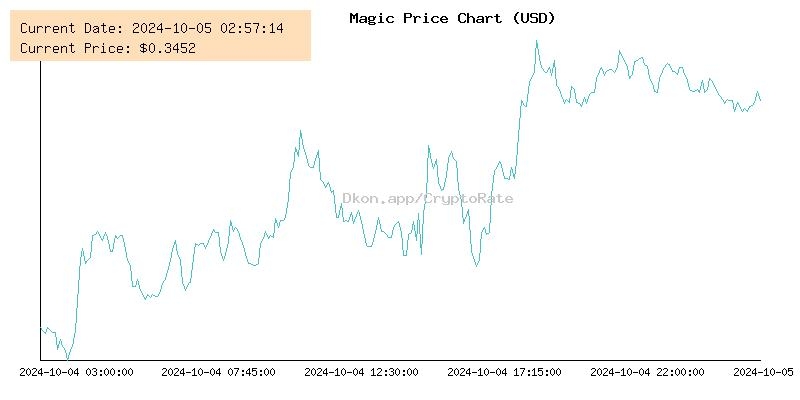 Magic Price Chart (USD)
Current Date: 2024-10-05 02:57:14
Current Price: $0.3452
Dkon.app/CryptoRate
2024-10-04 03:00:00 2024-10-04 07:45:00 2024-10-04 12:30:00 2024-10-04 17:15:00 2024-10-04 22:00:00 2024-10-05